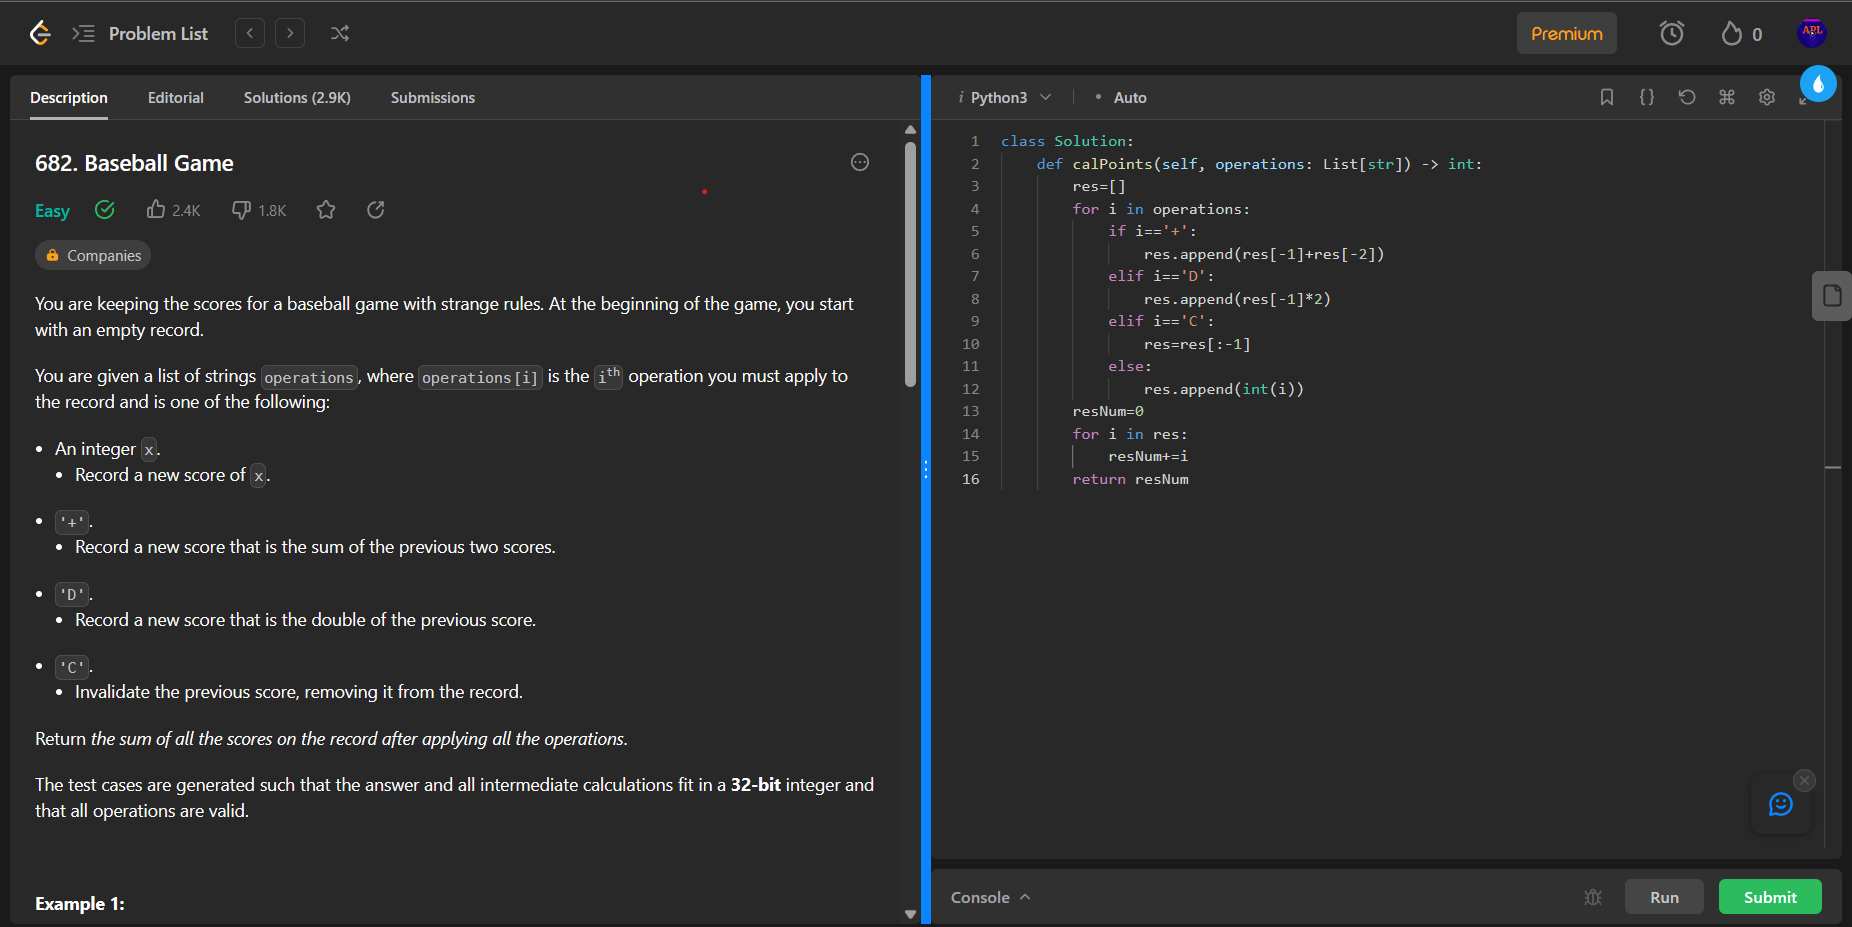 Problem List
Premium
0
Description Editorial Solutions (2.9K) Submissions
682. Baseball Game
Easy 2.4K 1.8K
Companies
You are keeping the scores for a baseball game with strange rules. At the beginning of the game, you start
with an empty record.
You are given a list of strings operations, where operations[i] is the ith operation you must apply to
the record and is one of the following:
• An integer x.
• Record a new score of x.
• '+'.
• Record a new score that is the sum of the previous two scores.
• 'D'.
• Record a new score that is the double of the previous score.
• 'C'.
• Invalidate the previous score, removing it from the record.
Return the sum of all the scores on the record after applying all the operations.
The test cases are generated such that the answer and all intermediate calculations fit in a 32-bit integer and
that all operations are valid.
Example 1:
i Python3 • Auto
1 class Solution:
2     def calPoints(self, operations: List[str]) -> int:
3         res=[]
4         for i in operations:
5             if i=='+':
6                 res.append(res[-1]+res[-2])
7             elif i=='D':
8                 res.append(res[-1]*2)
9             elif i=='C':
10                 res=res[:-1]
11             else:
12                 res.append(int(i))
13         resNum=0
14         for i in res:
15             resNum+=i
16         return resNum
Console
Run
Submit